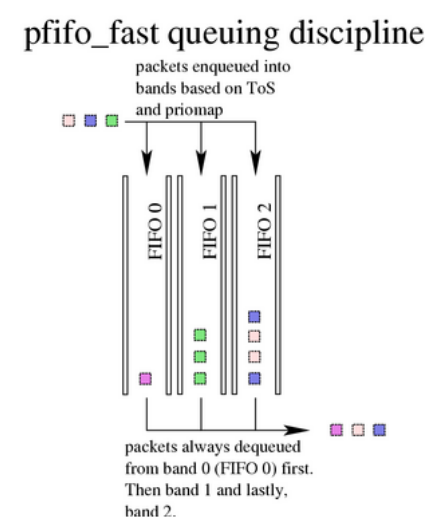 pfifo_fast queuing discipline
packets enqueued into
bands based on ToS
and priomap
FIFO 0
FIFO 1
FIFO 2
packets always dequeued
from band 0 (FIFO 0) first.
Then band 1 and lastly,
band 2.